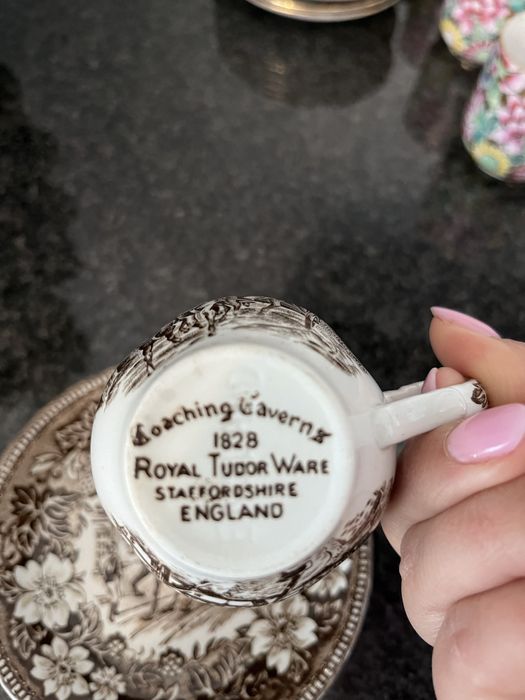 Coaching Taverns
1828
ROYAL TUDOR WARE
STAFFORDSHIRE
ENGLAND